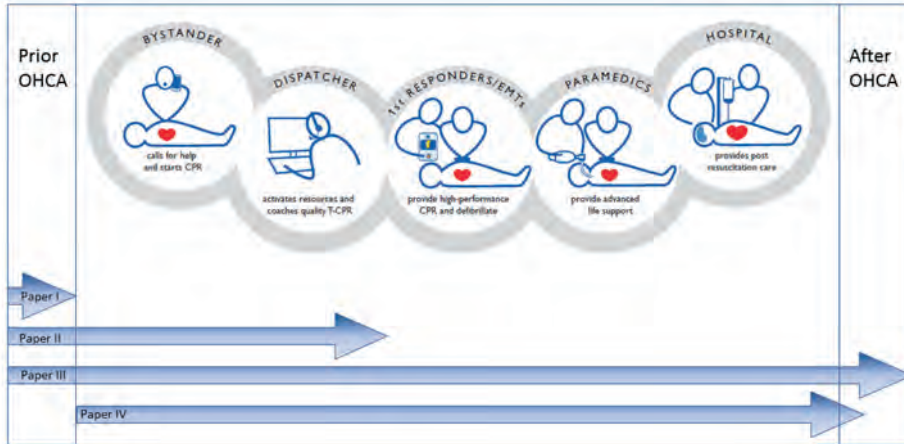 Prior
OHCA
BYSTANDER
calls for help
and starts CPR
DISPATCHER
activates resources and
coaches quality T-CPR
1st RESPONDERS/EMTs
provide high-performance
CPR and defibrillate
PARAMEDICS
provide advanced
life support
HOSPITAL
provides post
resuscitation care
After
OHCA
Paper I
Paper II
Paper III
Paper IV